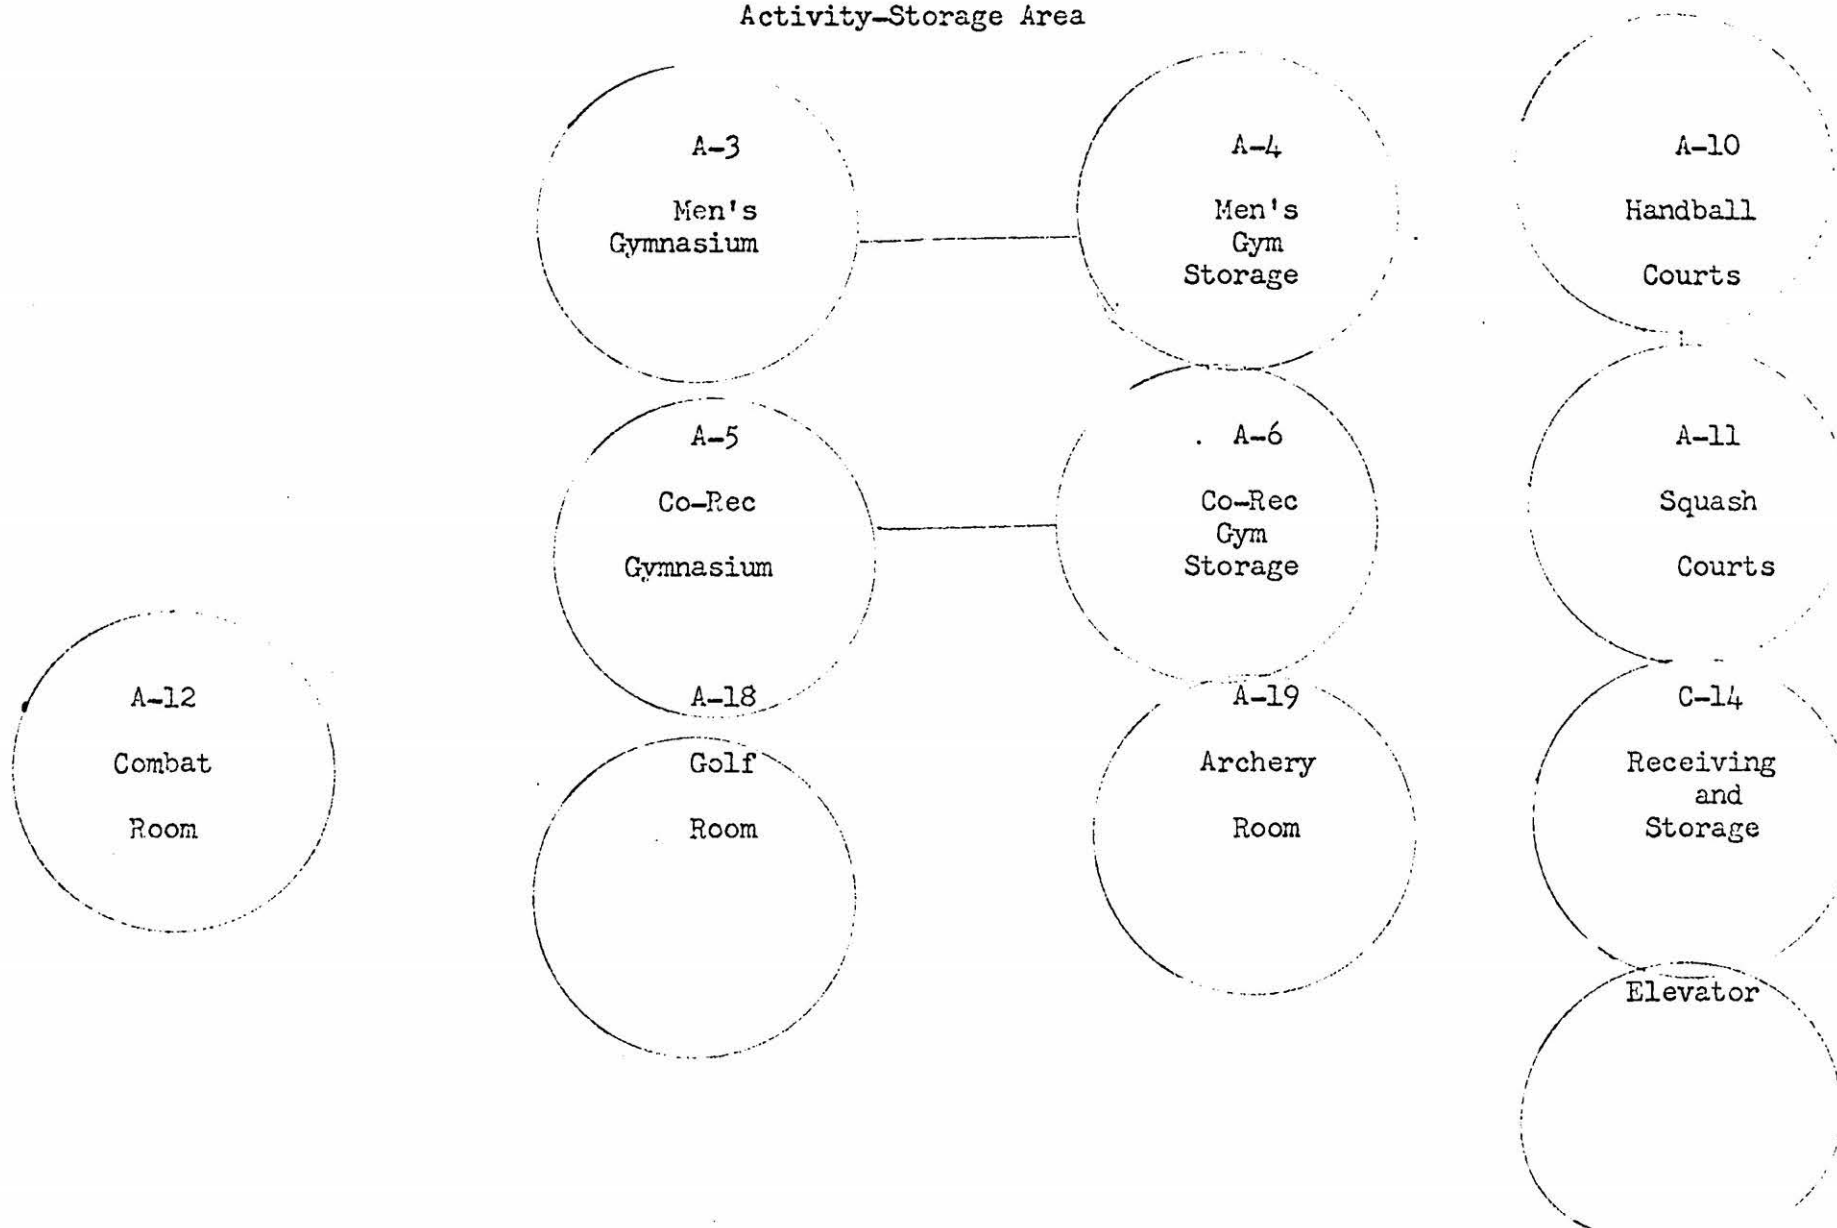 Activity-Storage Area
A-3
Men's
Gymnasium
A-4
Men's
Gym
Storage
A-10
Handball
Courts
A-5
Co-Rec
Gymnasium
A-6
Co-Rec
Gym
Storage
A-11
Squash
Courts
A-12
Combat
Room
A-18
Golf
Room
A-19
Archery
Room
C-14
Receiving
and
Storage
Elevator